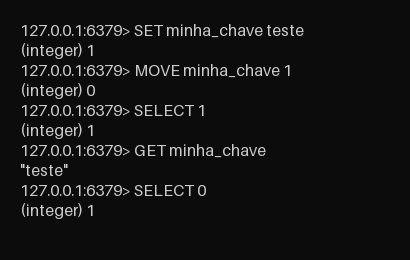 127.0.0.1:6379> SET minha_chave teste
(integer) 1
127.0.0.1:6379> MOVE minha_chave 1
(integer) 0
127.0.0.1:6379> SELECT 1
(integer) 1
127.0.0.1:6379> GET minha_chave
"teste"
127.0.0.1:6379> SELECT 0
(integer) 1